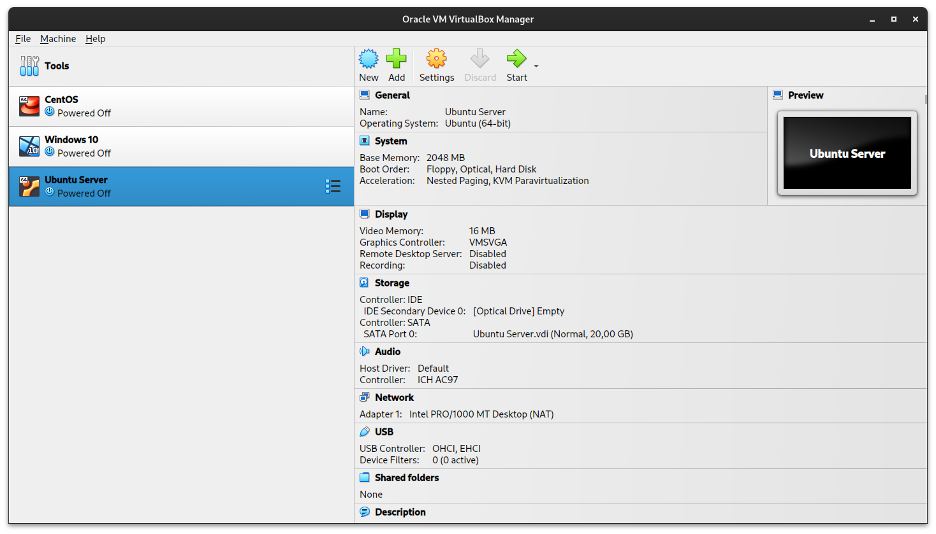 Oracle VM VirtualBox Manager
File Machine Help
Tools
New Add Settings Discard Start
CentOS
Powered Off
Windows 10
Powered Off
Ubuntu Server
Powered Off
General
Name: Ubuntu Server
Operating System: Ubuntu (64-bit)
System
Base Memory: 2048 MB
Boot Order: Floppy, Optical, Hard Disk
Acceleration: Nested Paging, KVM Paravirtualization
Preview
Ubuntu Server
Display
Video Memory: 16 MB
Graphics Controller: VMSVGA
Remote Desktop Server: Disabled
Recording: Disabled
Storage
Controller: IDE
IDE Secondary Device 0: [Optical Drive] Empty
Controller: SATA
SATA Port 0: Ubuntu Server.vdi (Normal, 20,00 GB)
Audio
Host Driver: Default
Controller: ICH AC97
Network
Adapter 1: Intel PRO/1000 MT Desktop (NAT)
USB
USB Controller: OHCI, EHCI
Device Filters: 0 (0 active)
Shared folders
None
Description